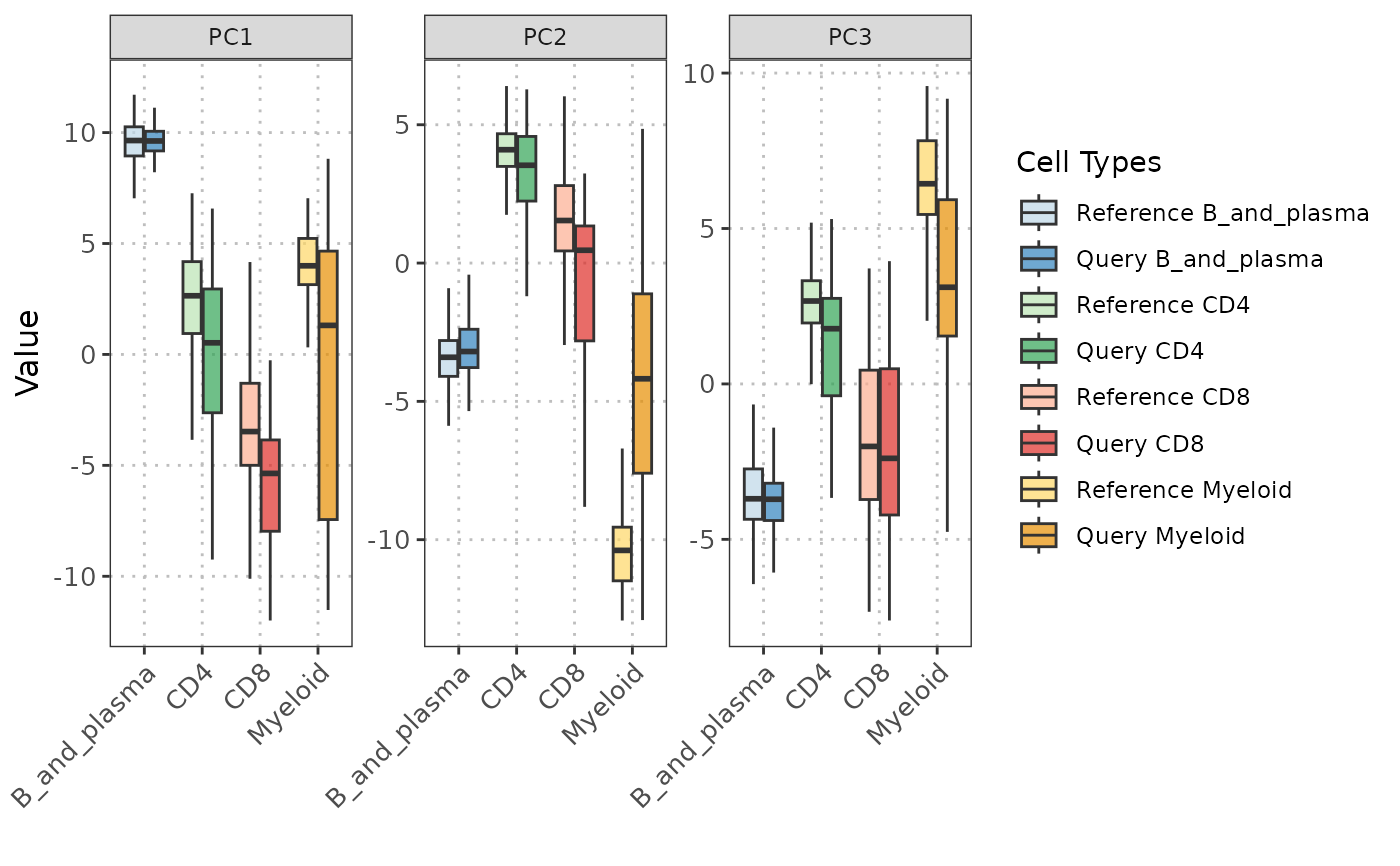 PC1
PC2
PC3
Value
10
5
0
-5
-10
5
0
-5
-10
10
5
0
-5
B_and_plasma
CD4
CD8
Myeloid
B_and_plasma
CD4
CD8
Myeloid
B_and_plasma
CD4
CD8
Myeloid
Cell Types
Reference B_and_plasma
Query B_and_plasma
Reference CD4
Query CD4
Reference CD8
Query CD8
Reference Myeloid
Query Myeloid